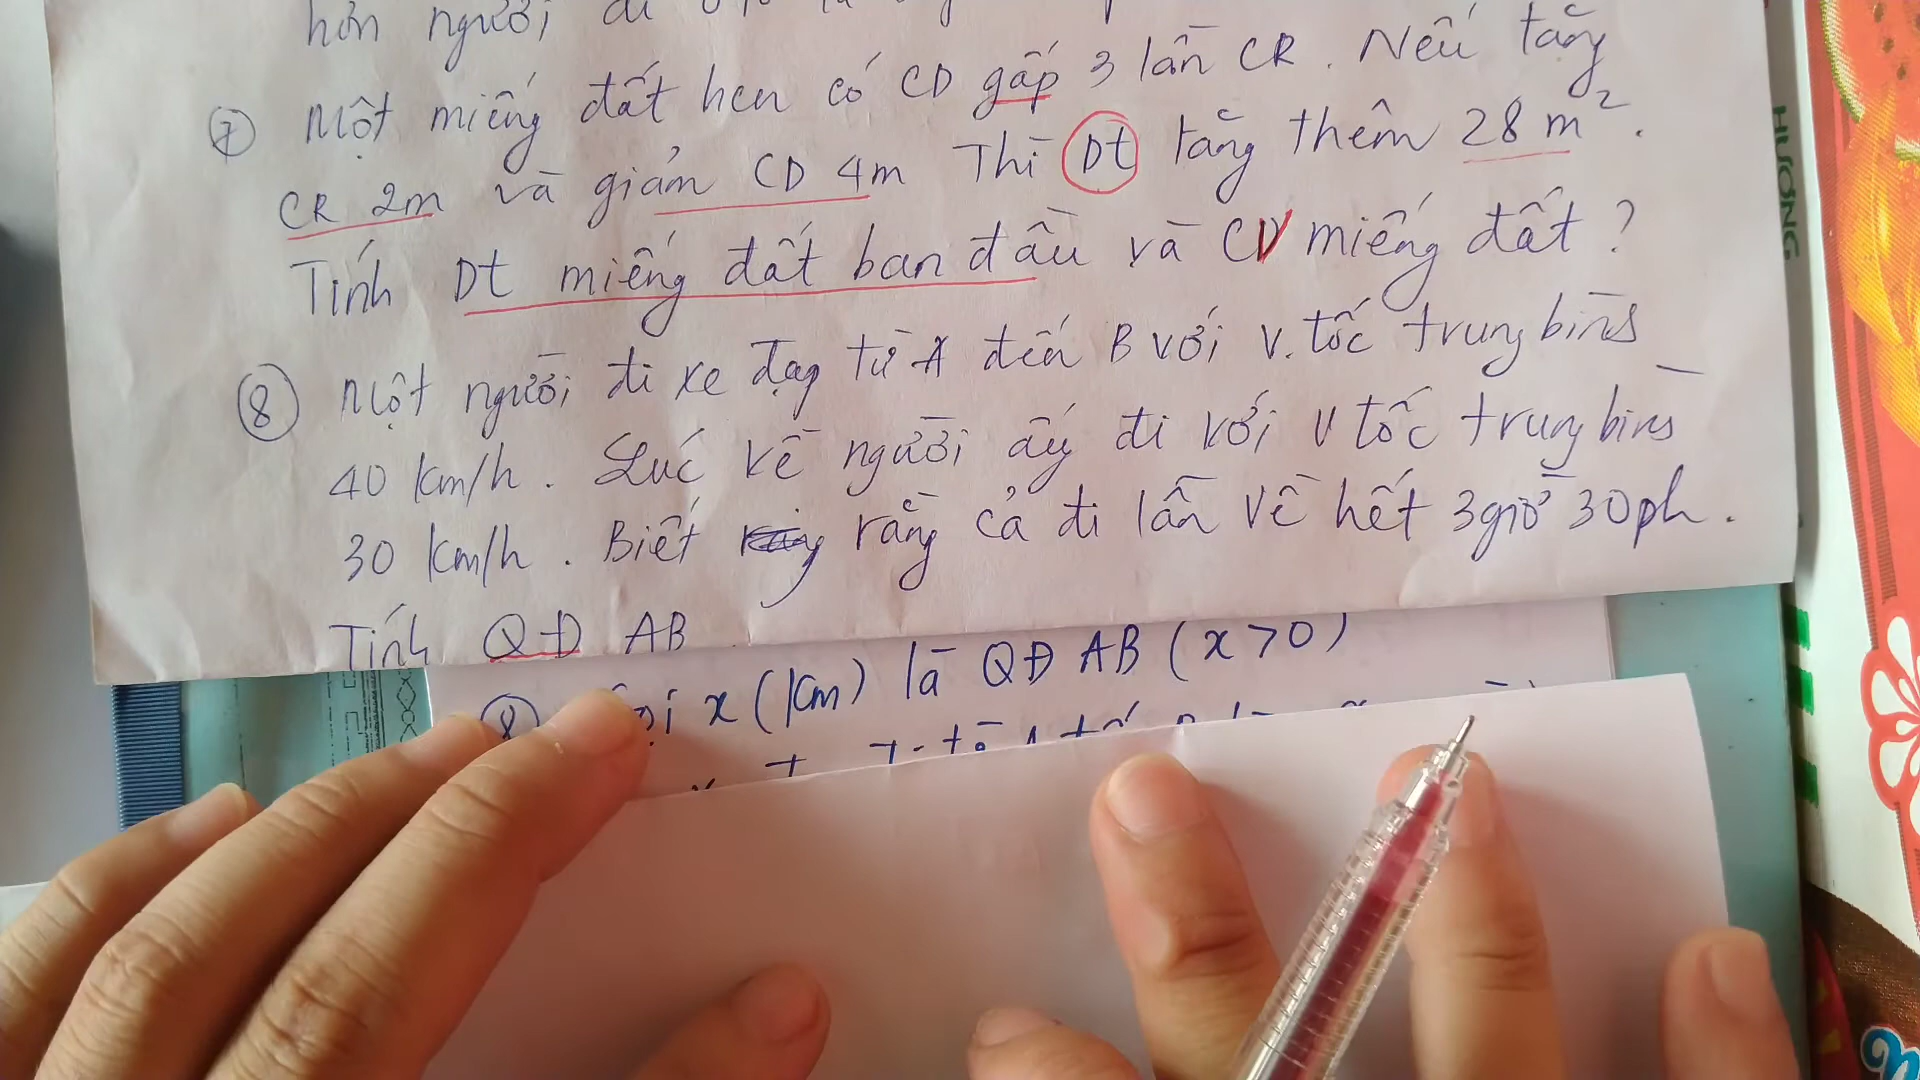 hơn người đi
⑦ Một miếng đất hcn có CD gấp 3 lần CR. Nếu tăng
CR 2m và giảm CD 4m Thì Dt tăng thêm 28 m².
Tính Dt miếng đất ban đầu và CV miếng đất?
⑧ Một người đi xe đạp từ A đến B với v.tốc trung bình
40 km/h. Lúc về người ấy đi với v tốc trung bình
30 km/h. Biết rằng cả đi lẫn về hết 3giờ 30ph.
Tính QĐ AB
⑧ x (km) là QĐ AB (x>0)
HƯƠNG